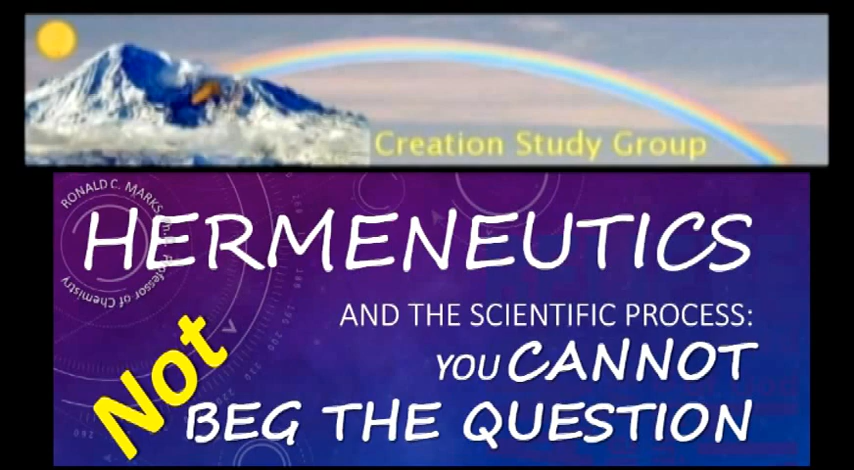 Creation Study Group
RONALD C. MARKS Ph.D. Professor of Chemistry
HERMENEUTICS
AND THE SCIENTIFIC PROCESS:
YOU CANNOT
Not
BEG THE QUESTION